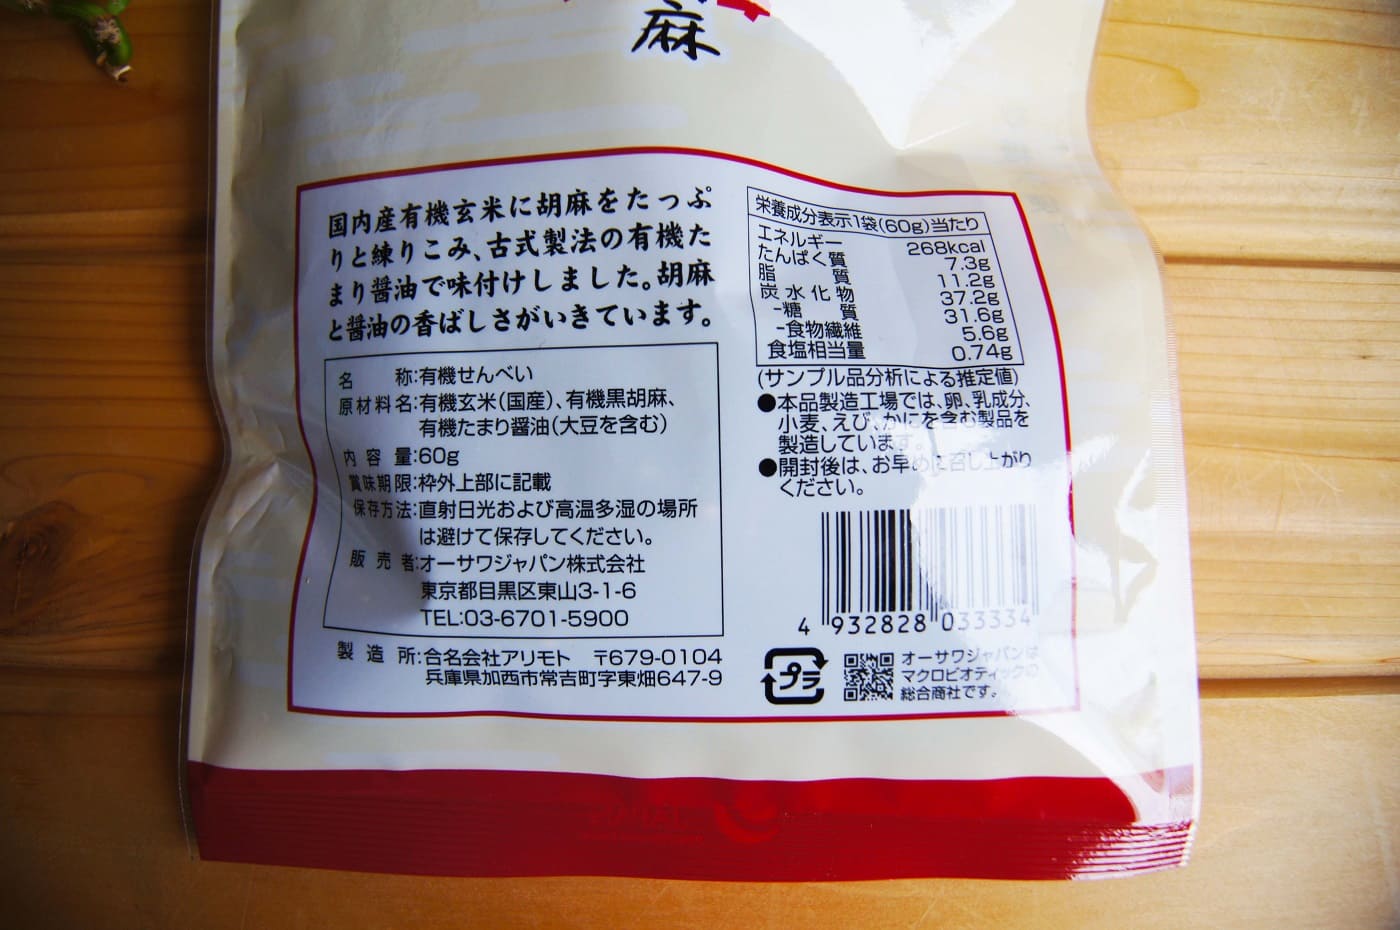 麻
国内産有機玄米に胡麻をたっぷ
りと練りこみ、古式製法の有機た
まり醤油で味付けしました。胡麻
と醤油の香ばしさがいきています。
名称:有機せんべい
原材料名:有機玄米(国産)、有機黒胡麻、
有機たまり醤油(大豆を含む)
内容量:60g
賞味期限:枠外上部に記載
保存方法:直射日光および高温多湿の場所
は避けて保存してください。
販売者:オーサワジャパン株式会社
東京都目黒区東山3-1-6
TEL:03-6701-5900
製造所:合名会社アリモト 〒679-0104
兵庫県加西市常吉町字東畑647-9
栄養成分表示1袋(60g)当たり
エネルギー 268kcal
たんぱく質 7.3g
脂質 11.2g
炭水化物 37.2g
-糖質 31.6g
-食物繊維 5.6g
食塩相当量 0.74g
(サンプル品分析による推定値)
●本品製造工場では、卵、乳成分、
小麦、えび、かにを含む製品を
製造しています。
●開封後は、お早めに召し上がり
ください。
4 932828 033334
プラ
オーサワジャパンは
マクロビオティックの
総合商社です。